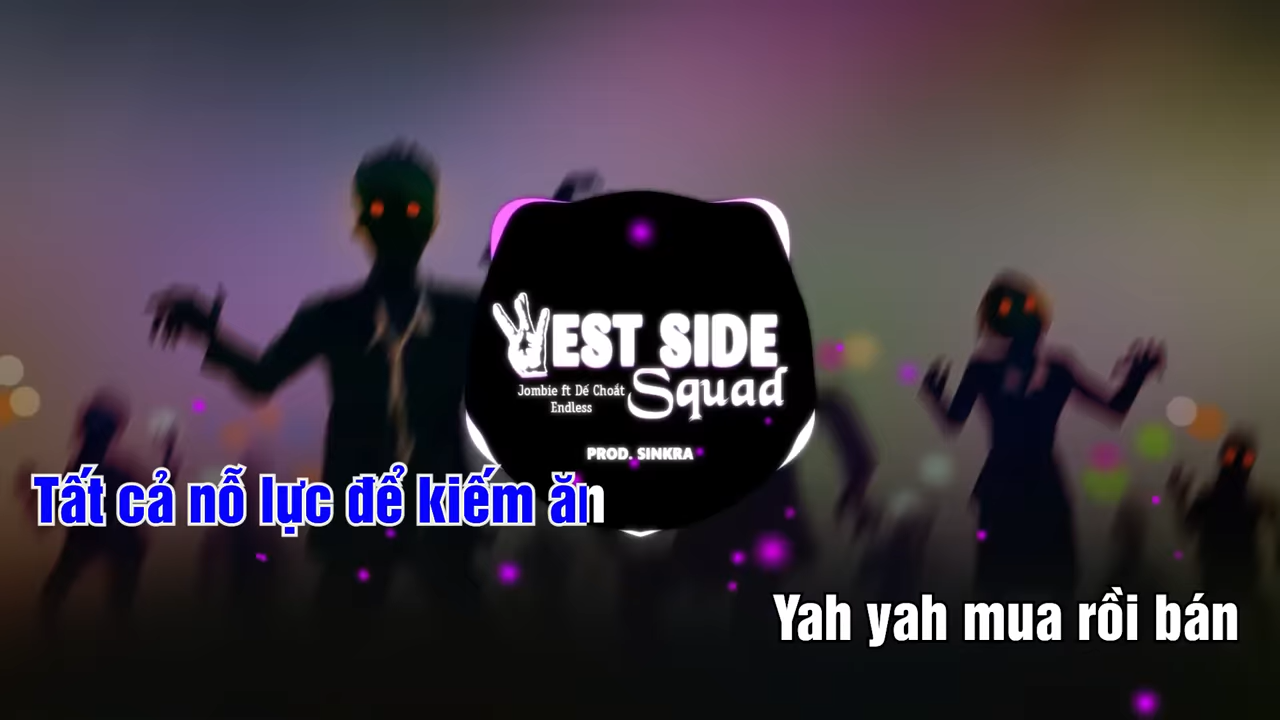 WEST SIDE
Squad
Jombie ft Dế Choắt
Endless
PROD. SINKRA
Tất cả nỗ lực để kiếm ăn
Yah yah mua rồi bán